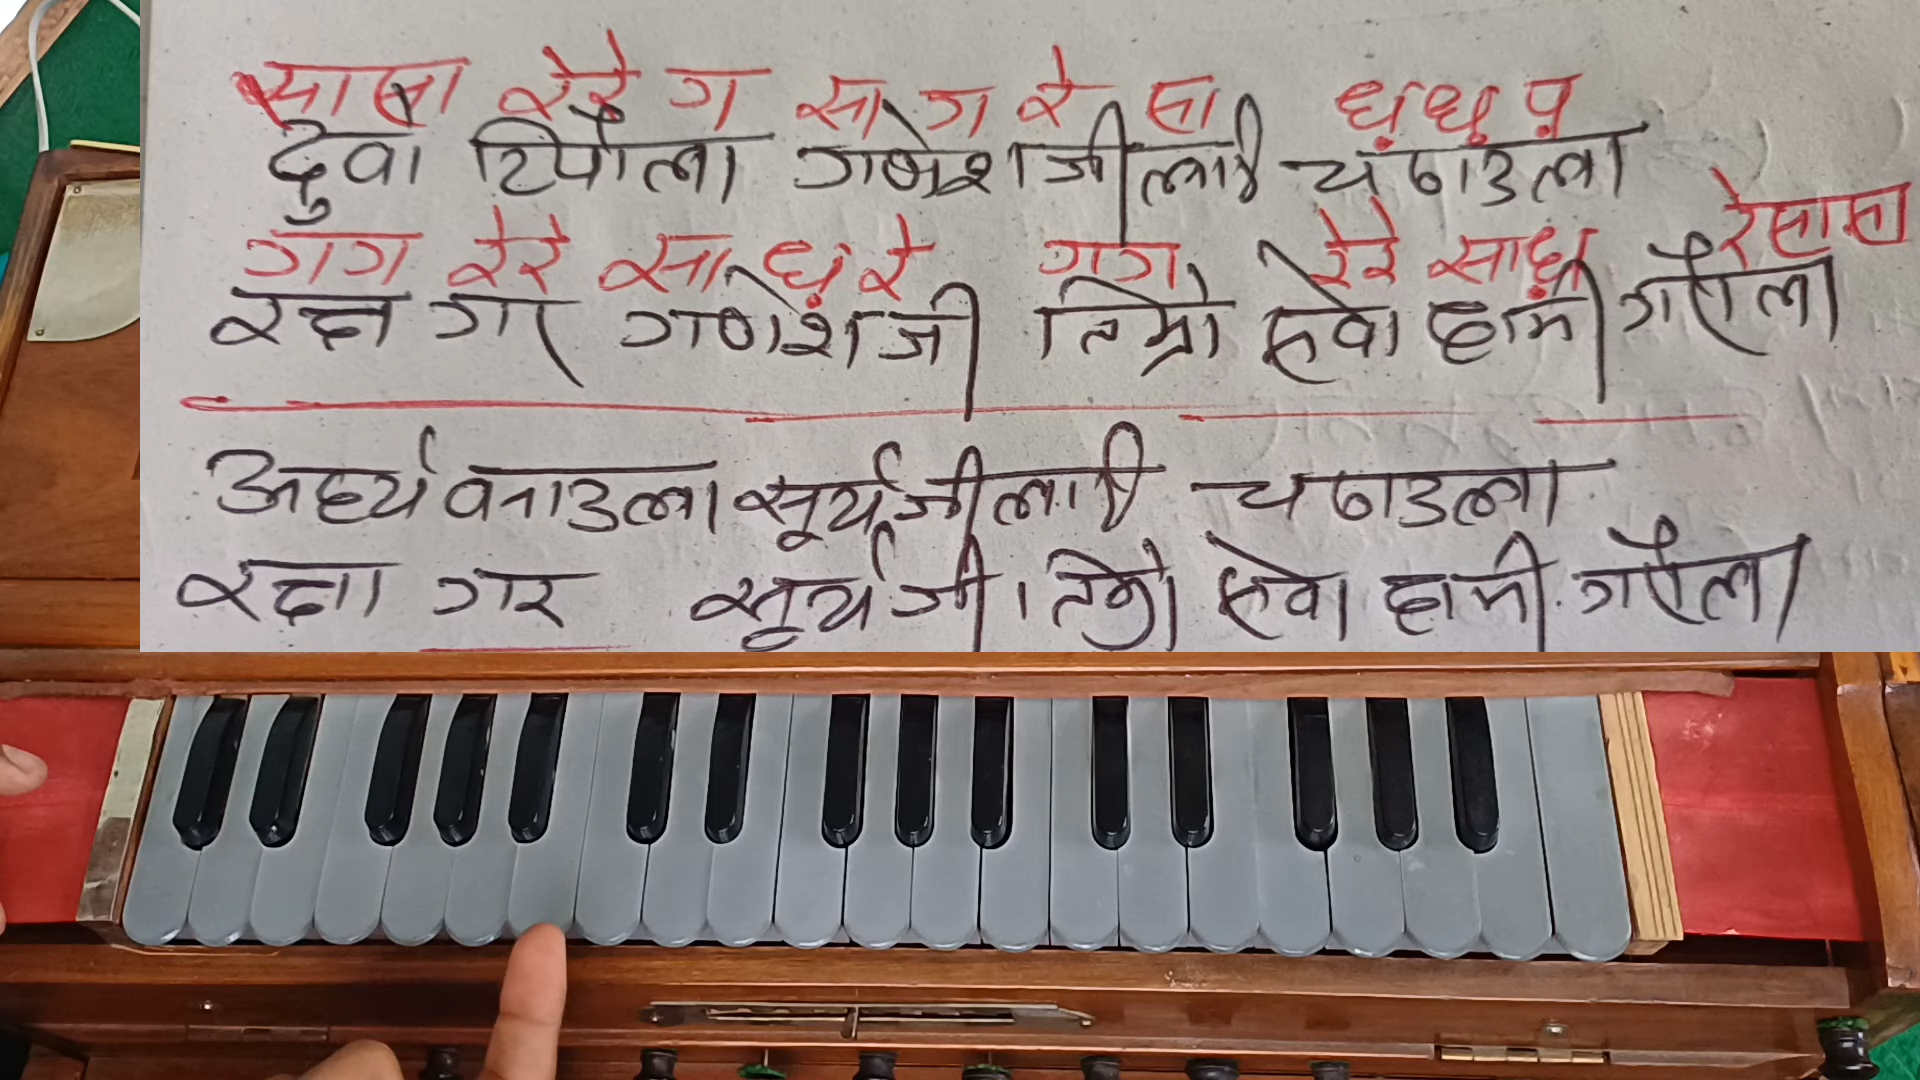 सासा रेरे ग सा ग रे सा ध़ध़ प़
दुवो टिपौला गणेशजीलाई चढाउला
गग रेरे सा ध़ रे गग रेरे साध़ रेसासा
रक्ष गर गणेशजी तिम्रो सेवा हामी गरौला
अर्घ्य बनाउला सूर्यजीलाई चढाउला
रक्षा गर सूर्यजी । तिम्रो सेवा हामी गरौला